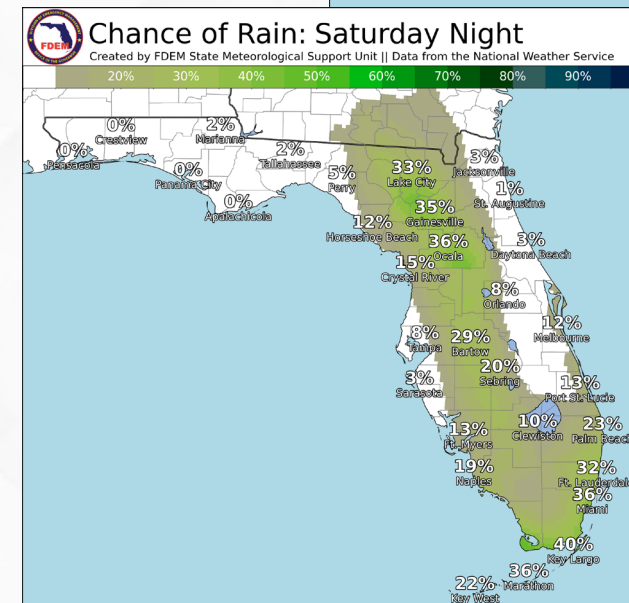 FDEM
Chance of Rain: Saturday Night
Created by FDEM State Meteorological Support Unit || Data from the National Weather Service
20% 30% 40% 50% 60% 70% 80% 90%
0%
Crestview
2%
Marianna
0%
Pensacola
2%
Tallahassee
0%
Panama City
5%
Perry
33%
Lake City
3%
Jacksonville
0%
Apalachicola
1%
St. Augustine
35%
Gainesville
12%
Horseshoe Beach
36%
Ocala
3%
Daytona Beach
15%
Crystal River
8%
Orlando
12%
Melbourne
8%
Tampa
29%
Bartow
20%
Sebring
3%
Sarasota
13%
Port St. Lucie
13%
Ft. Myers
10%
Clewiston
23%
Palm Beach
19%
Naples
32%
Ft. Lauderdale
36%
Miami
40%
Key Largo
36%
Marathon
22%
Key West